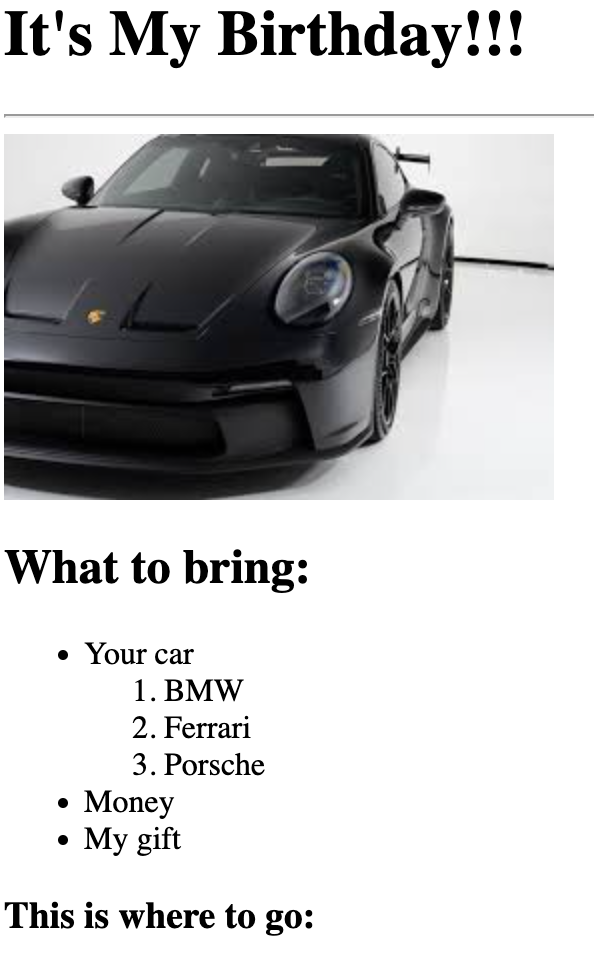 It's My Birthday!!!
What to bring:
• Your car
1. BMW
2. Ferrari
3. Porsche
• Money
• My gift
This is where to go: